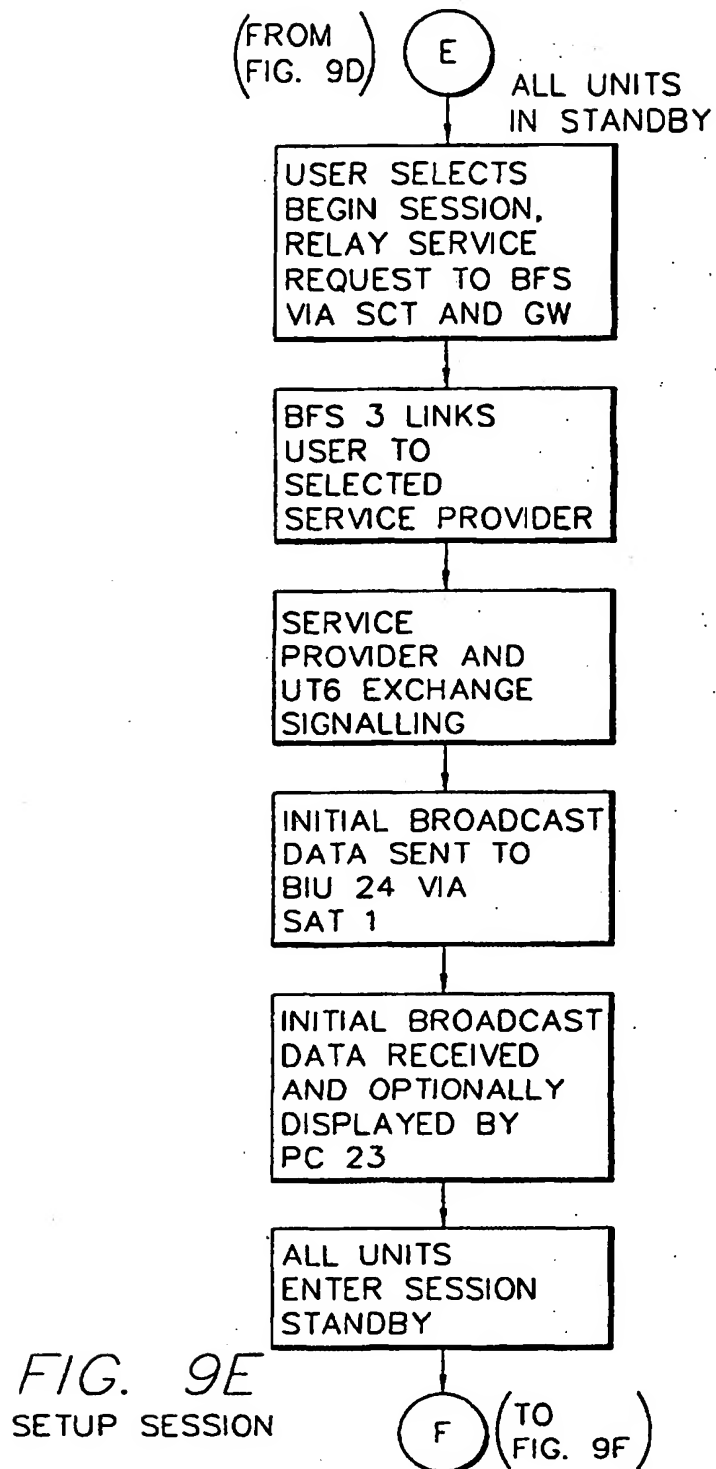 (FROM
FIG. 9D)
E
ALL UNITS
IN STANDBY
USER SELECTS
BEGIN SESSION,
RELAY SERVICE
REQUEST TO BFS
VIA SCT AND GW
BFS 3 LINKS
USER TO
SELECTED
SERVICE PROVIDER
SERVICE
PROVIDER AND
UT6 EXCHANGE
SIGNALLING
INITIAL BROADCAST
DATA SENT TO
BIU 24 VIA
SAT 1
INITIAL BROADCAST
DATA RECEIVED
AND OPTIONALLY
DISPLAYED BY
PC 23
ALL UNITS
ENTER SESSION
STANDBY
FIG. 9E
SETUP SESSION
F
(TO
FIG. 9F)